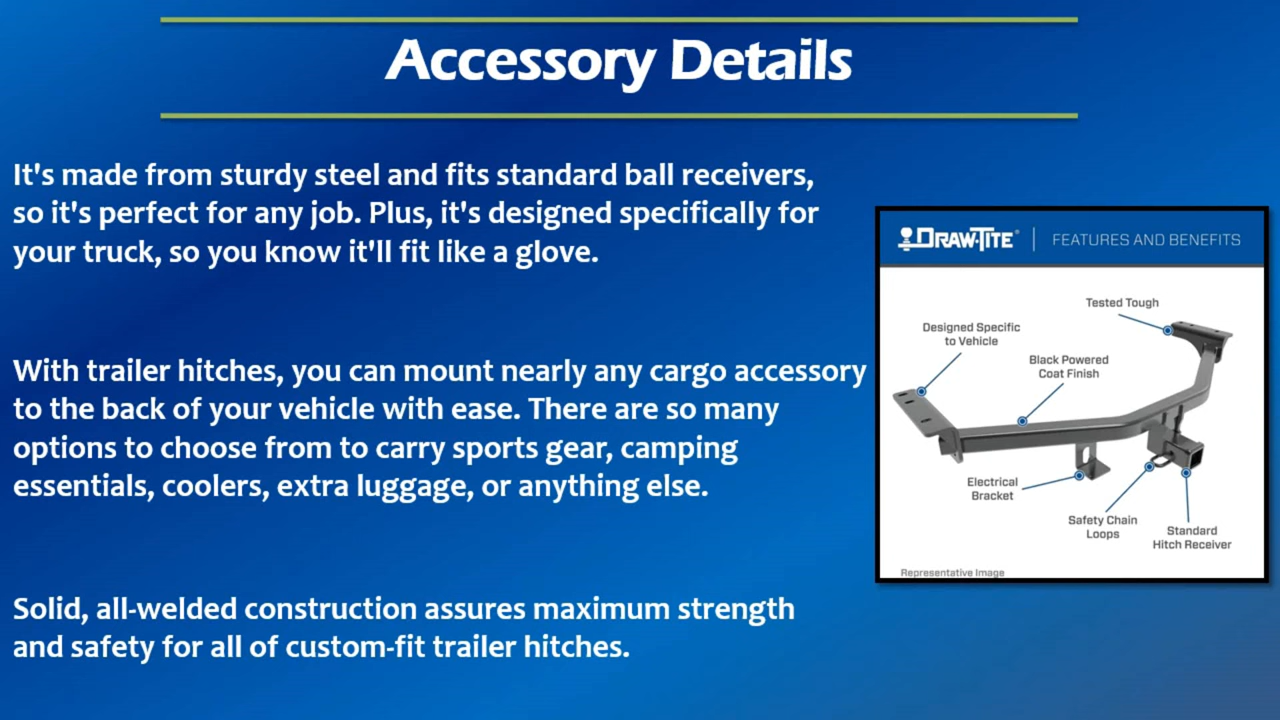 Accessory Details
It's made from sturdy steel and fits standard ball receivers,
so it's perfect for any job. Plus, it's designed specifically for
your truck, so you know it'll fit like a glove.
With trailer hitches, you can mount nearly any cargo accessory
to the back of your vehicle with ease. There are so many
options to choose from to carry sports gear, camping
essentials, coolers, extra luggage, or anything else.
Solid, all-welded construction assures maximum strength
and safety for all of custom-fit trailer hitches.
DRAW-TITE® | FEATURES AND BENEFITS
Tested Tough
Designed Specific
to Vehicle
Black Powered
Coat Finish
Electrical
Bracket
Safety Chain
Loops
Standard
Hitch Receiver
Representative Image